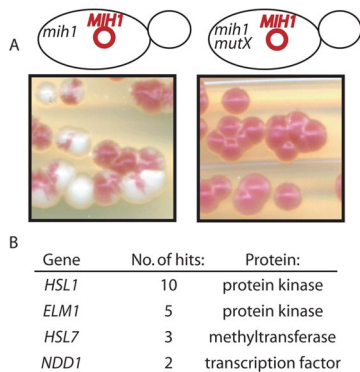 MIH1
mih1
MIH1
mih1
mutX
A
B
Gene No. of hits: Protein:
HSL1 10 protein kinase
ELM1 5 protein kinase
HSL7 3 methyltransferase
NDD1 2 transcription factor